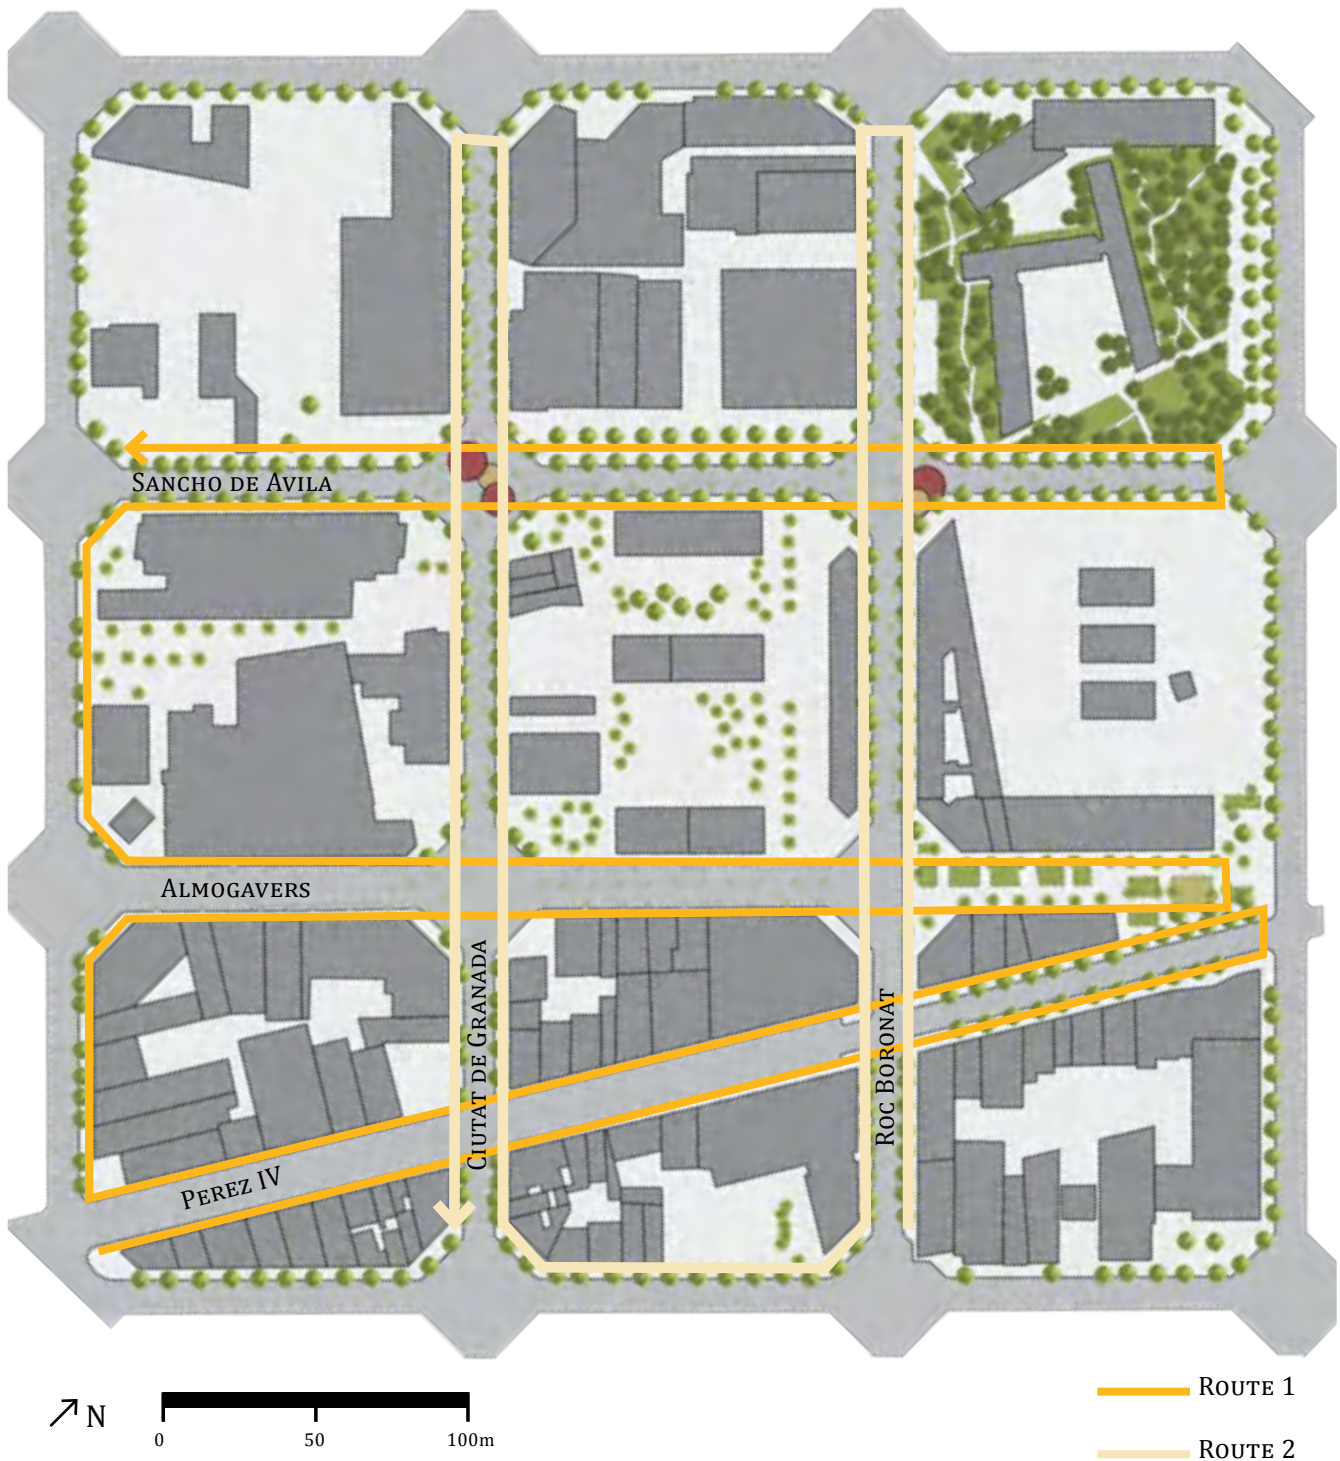 Sancho de Avila
Almogavers
Ciutat de Granada
Roc Boronat
Perez IV
Route 1
N
0 50 100m
Route 2